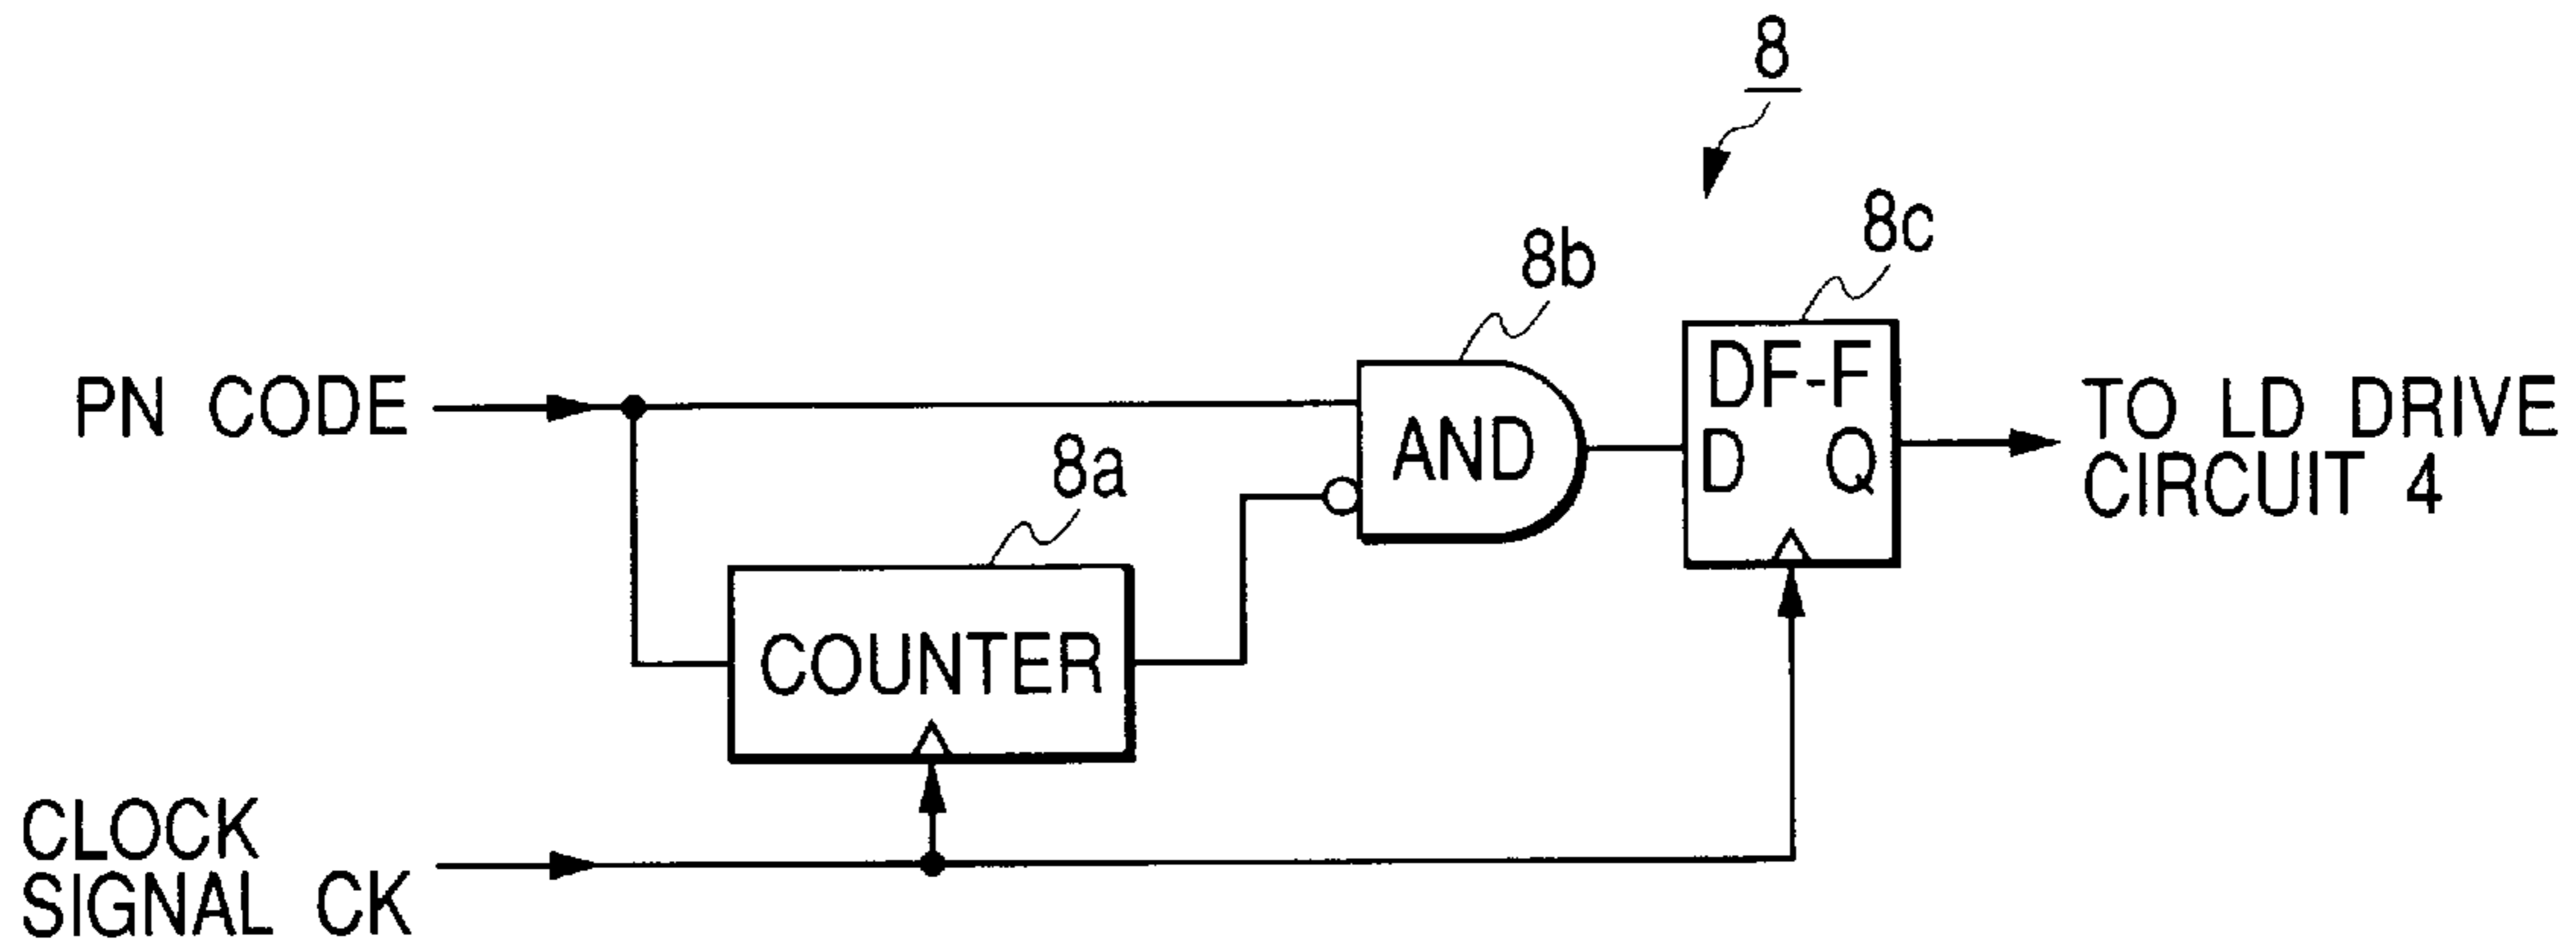 8
8c
8b
DF-F
PN CODE
AND
D Q
TO LD DRIVE
CIRCUIT 4
8a
COUNTER
CLOCK
SIGNAL CK